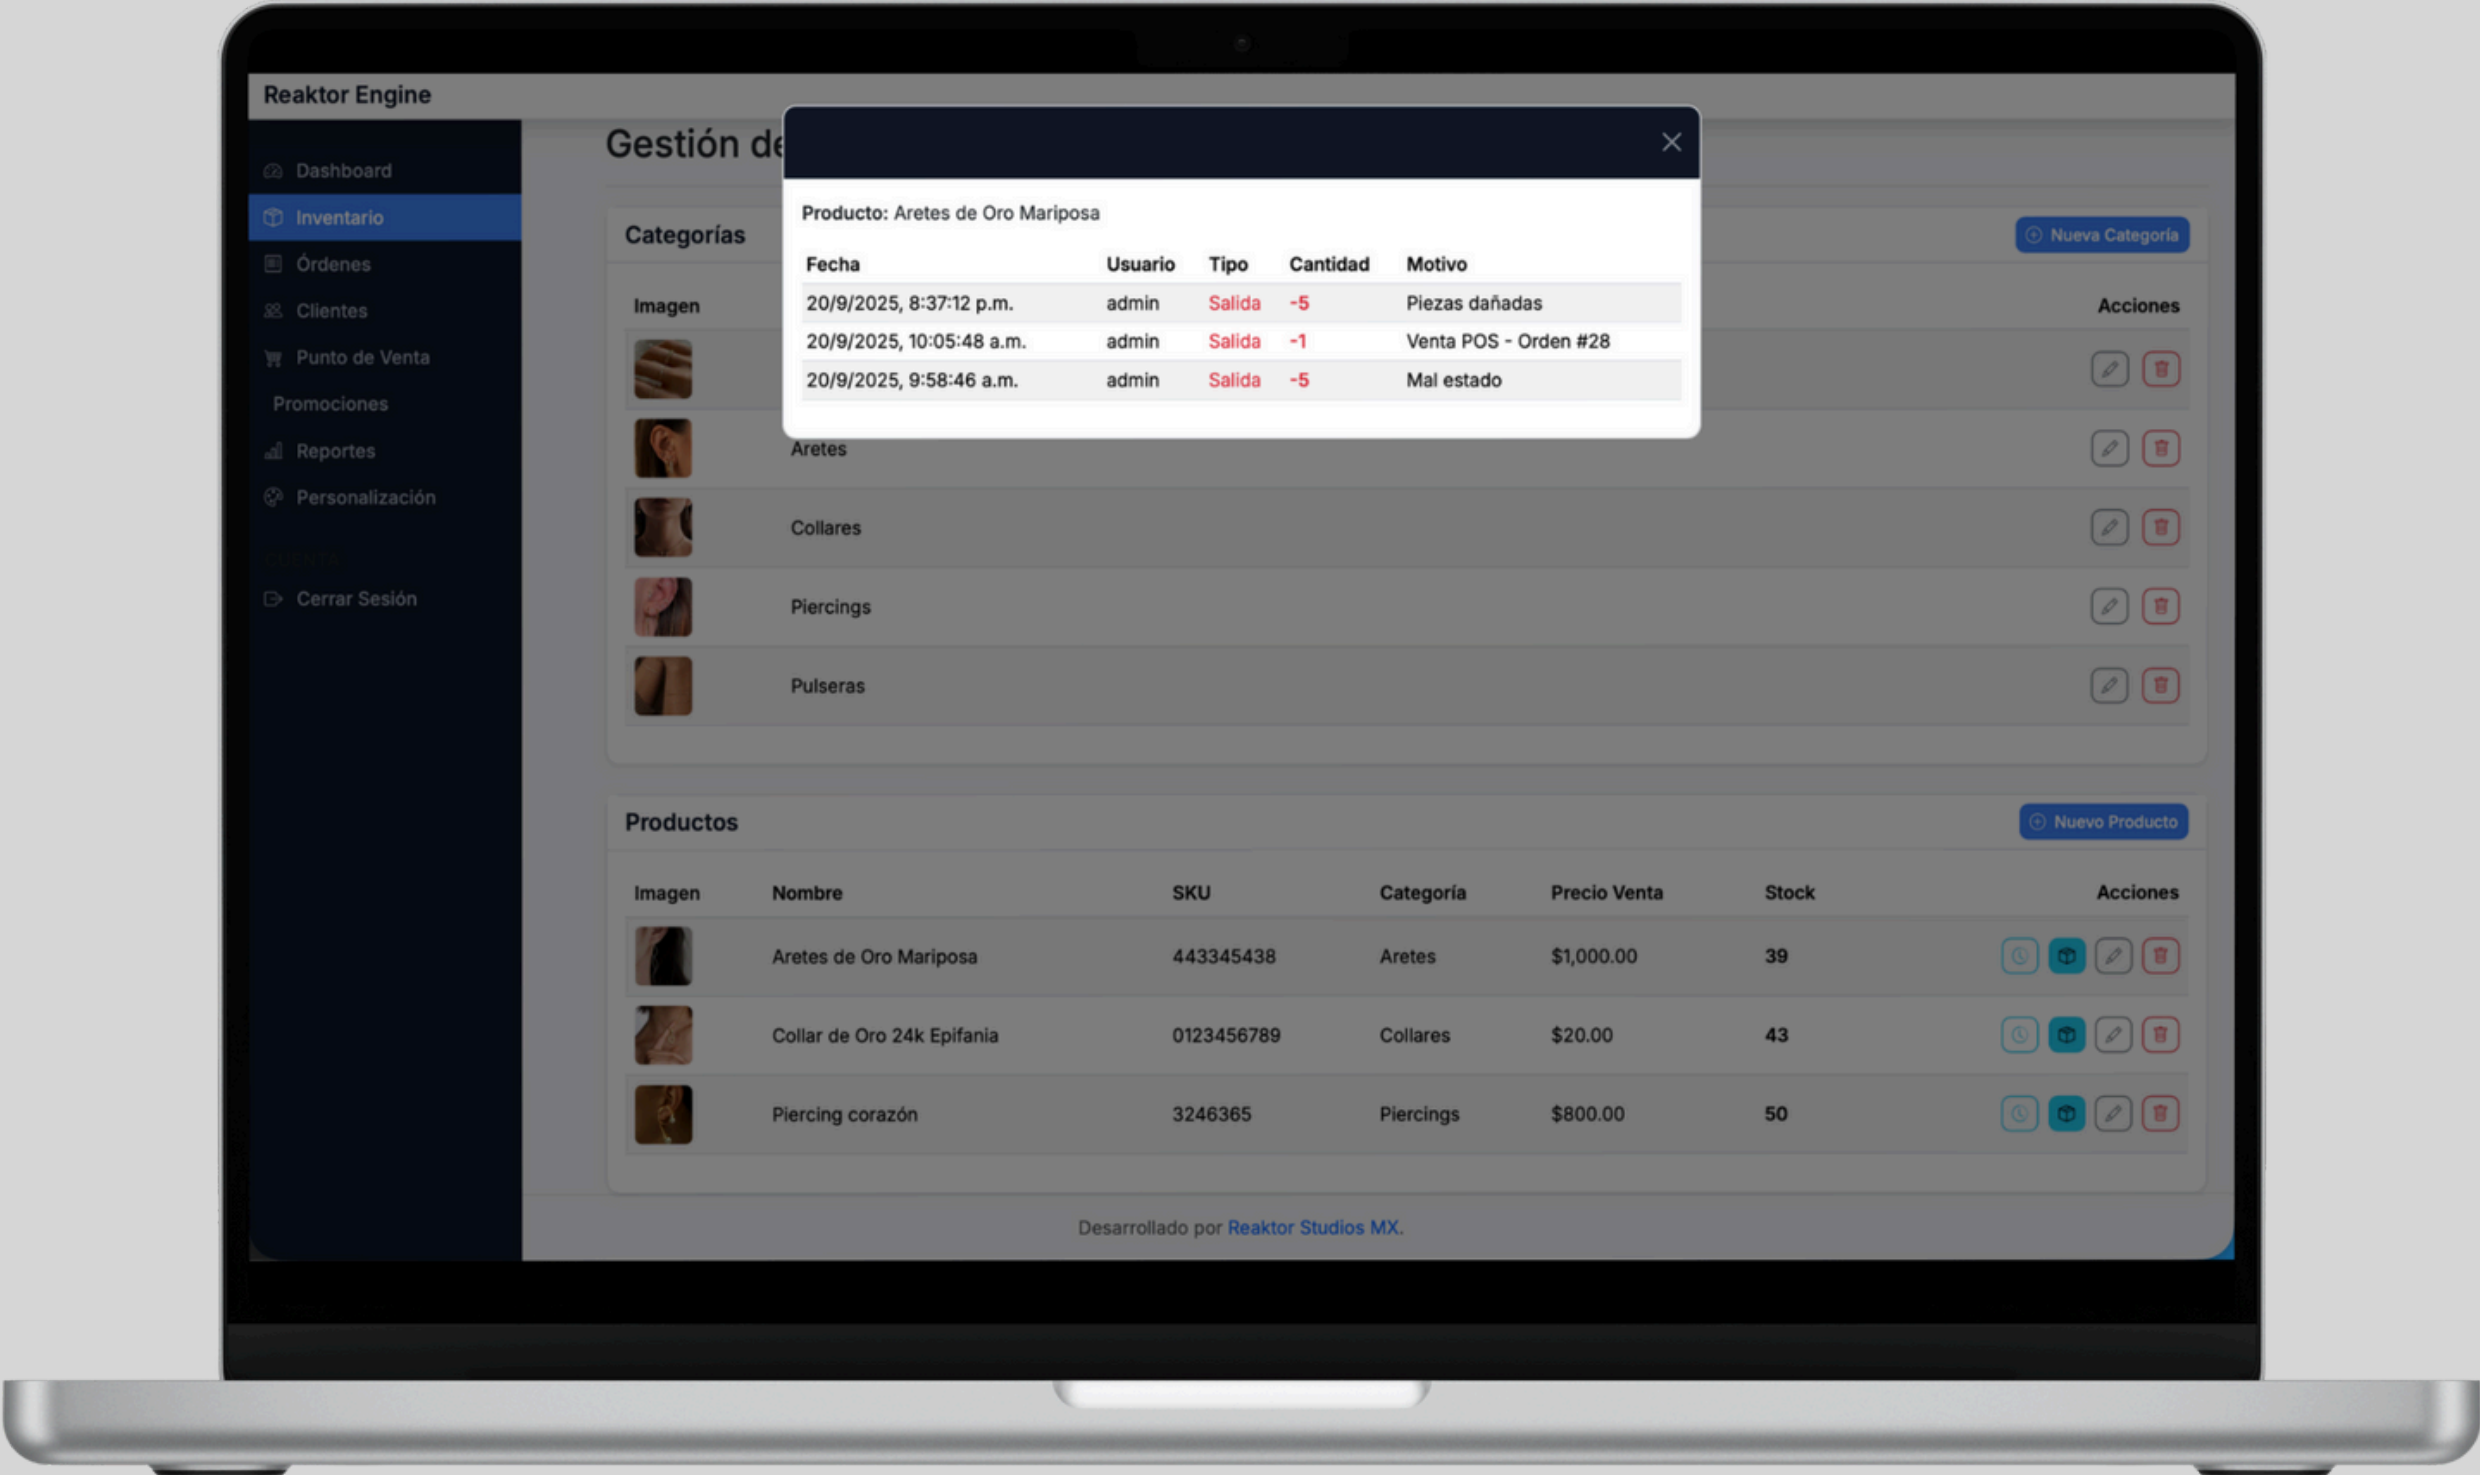 Reaktor Engine
Dashboard
Inventario
Órdenes
Clientes
Punto de Venta
Promociones
Reportes
Personalización
CUENTA
Cerrar Sesión
Gestión de
Producto: Aretes de Oro Mariposa
Fecha Usuario Tipo Cantidad Motivo
20/9/2025, 8:37:12 p.m. admin Salida -5 Piezas dañadas
20/9/2025, 10:05:48 a.m. admin Salida -1 Venta POS - Orden #28
20/9/2025, 9:58:46 a.m. admin Salida -5 Mal estado
Categorías Nueva Categoría
Imagen Acciones
Aretes
Collares
Piercings
Pulseras
Productos Nuevo Producto
Imagen Nombre SKU Categoría Precio Venta Stock Acciones
Aretes de Oro Mariposa 443345438 Aretes $1,000.00 39
Collar de Oro 24k Epifania 0123456789 Collares $20.00 43
Piercing corazón 3246365 Piercings $800.00 50
Desarrollado por Reaktor Studios MX.